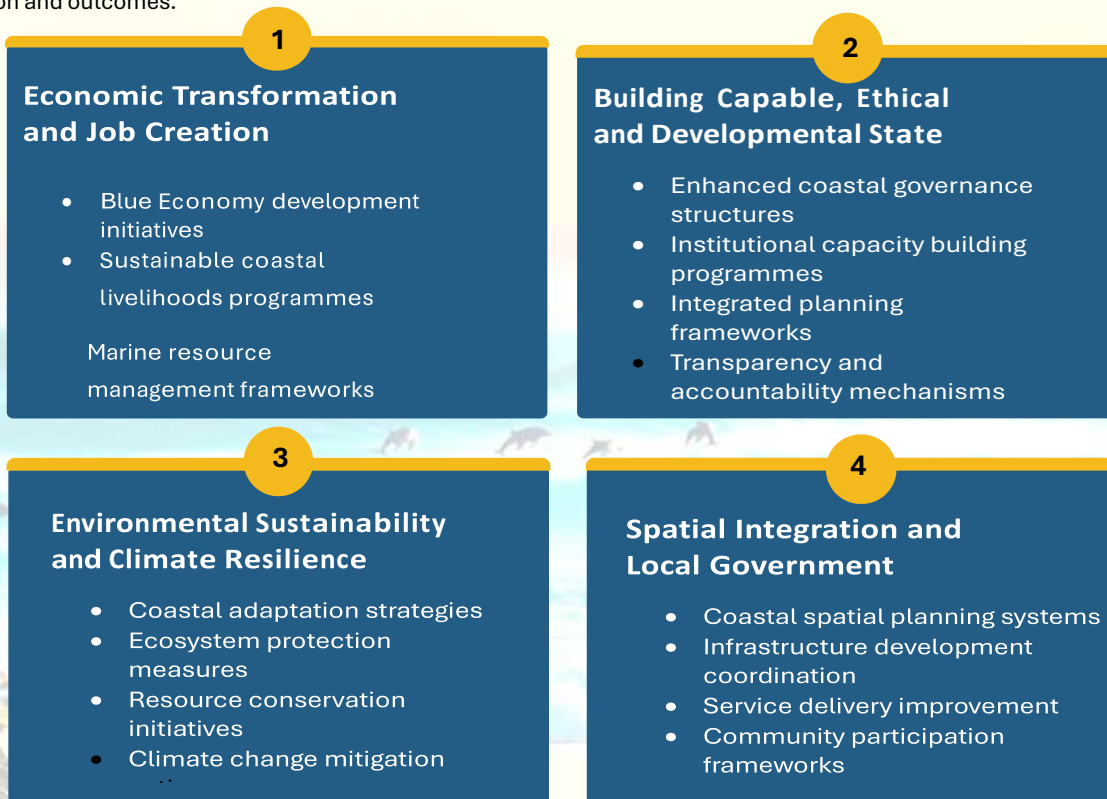 on and outcomes.
1
Economic Transformation
and Job Creation
• Blue Economy development
initiatives
• Sustainable coastal
livelihoods programmes
Marine resource
management frameworks
2
Building Capable, Ethical
and Developmental State
• Enhanced coastal governance
structures
• Institutional capacity building
programmes
• Integrated planning
frameworks
• Transparency and
accountability mechanisms
3
Environmental Sustainability
and Climate Resilience
• Coastal adaptation strategies
• Ecosystem protection
measures
• Resource conservation
initiatives
• Climate change mitigation
4
Spatial Integration and
Local Government
• Coastal spatial planning systems
• Infrastructure development
coordination
• Service delivery improvement
• Community participation
frameworks